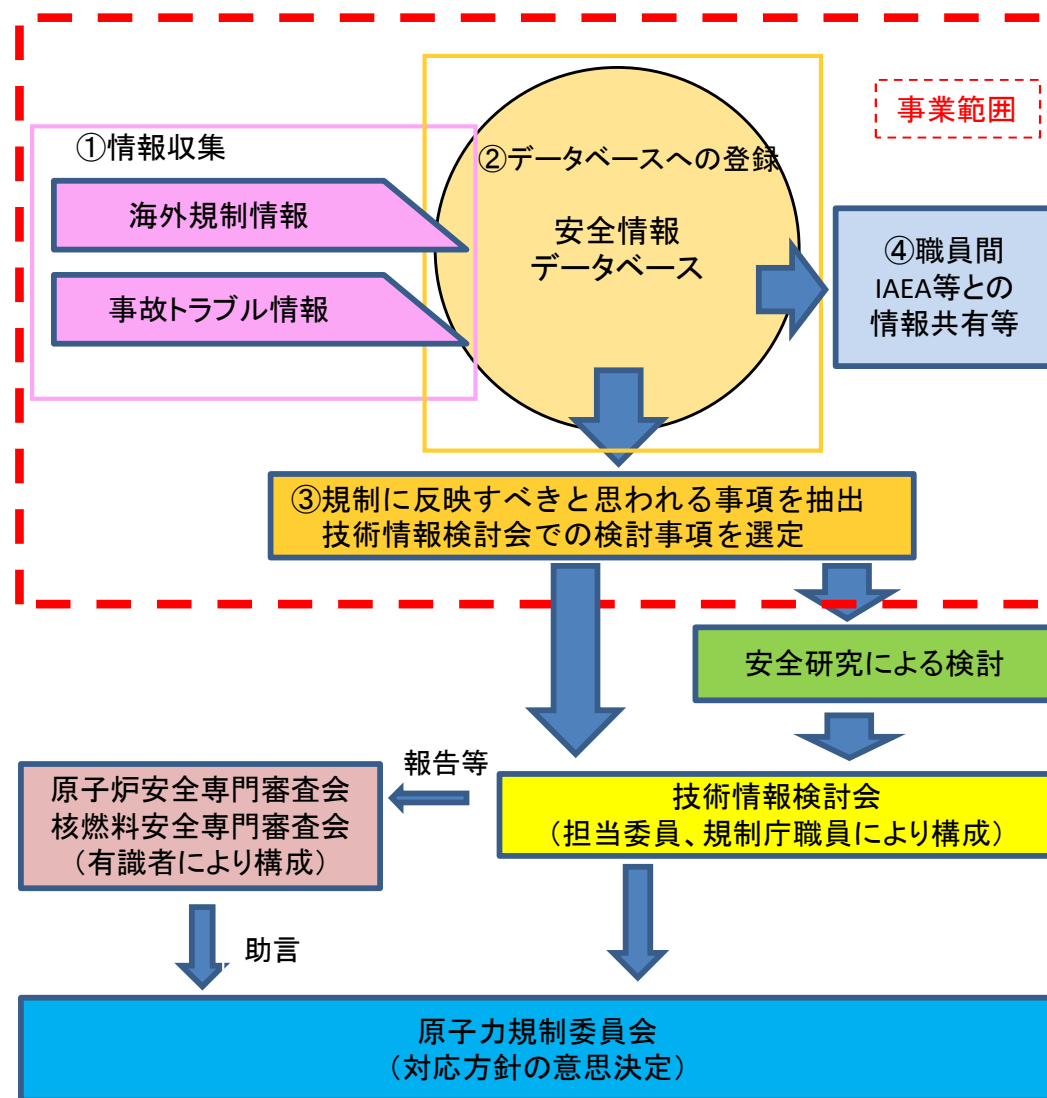 事業範囲
①情報収集
海外規制情報
事故トラブル情報
②データベースへの登録
安全情報
データベース
④職員間
IAEA等との
情報共有等
③規制に反映すべきと思われる事項を抽出
技術情報検討会での検討事項を選定
安全研究による検討
報告等
原子炉安全専門審査会
核燃料安全専門審査会
（有識者により構成）
技術情報検討会
（担当委員、規制庁職員により構成）
助言
原子力規制委員会
（対応方針の意思決定）